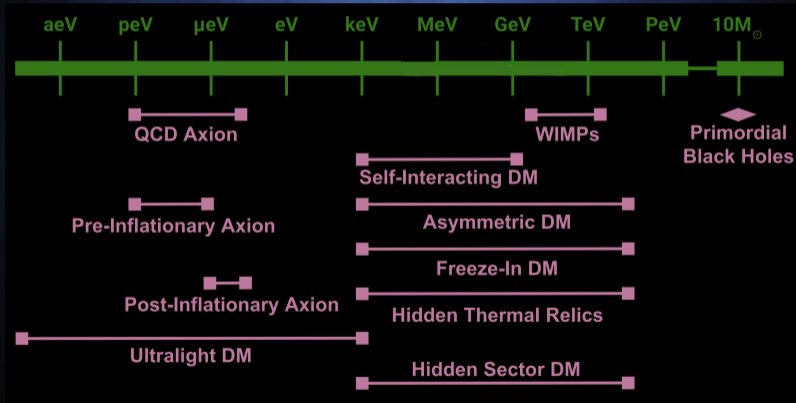 aeV peV μeV eV keV MeV GeV TeV PeV 10M☉
QCD Axion
WIMPs
Primordial
Black Holes
Self-Interacting DM
Pre-Inflationary Axion
Asymmetric DM
Freeze-In DM
Post-Inflationary Axion
Hidden Thermal Relics
Ultralight DM
Hidden Sector DM